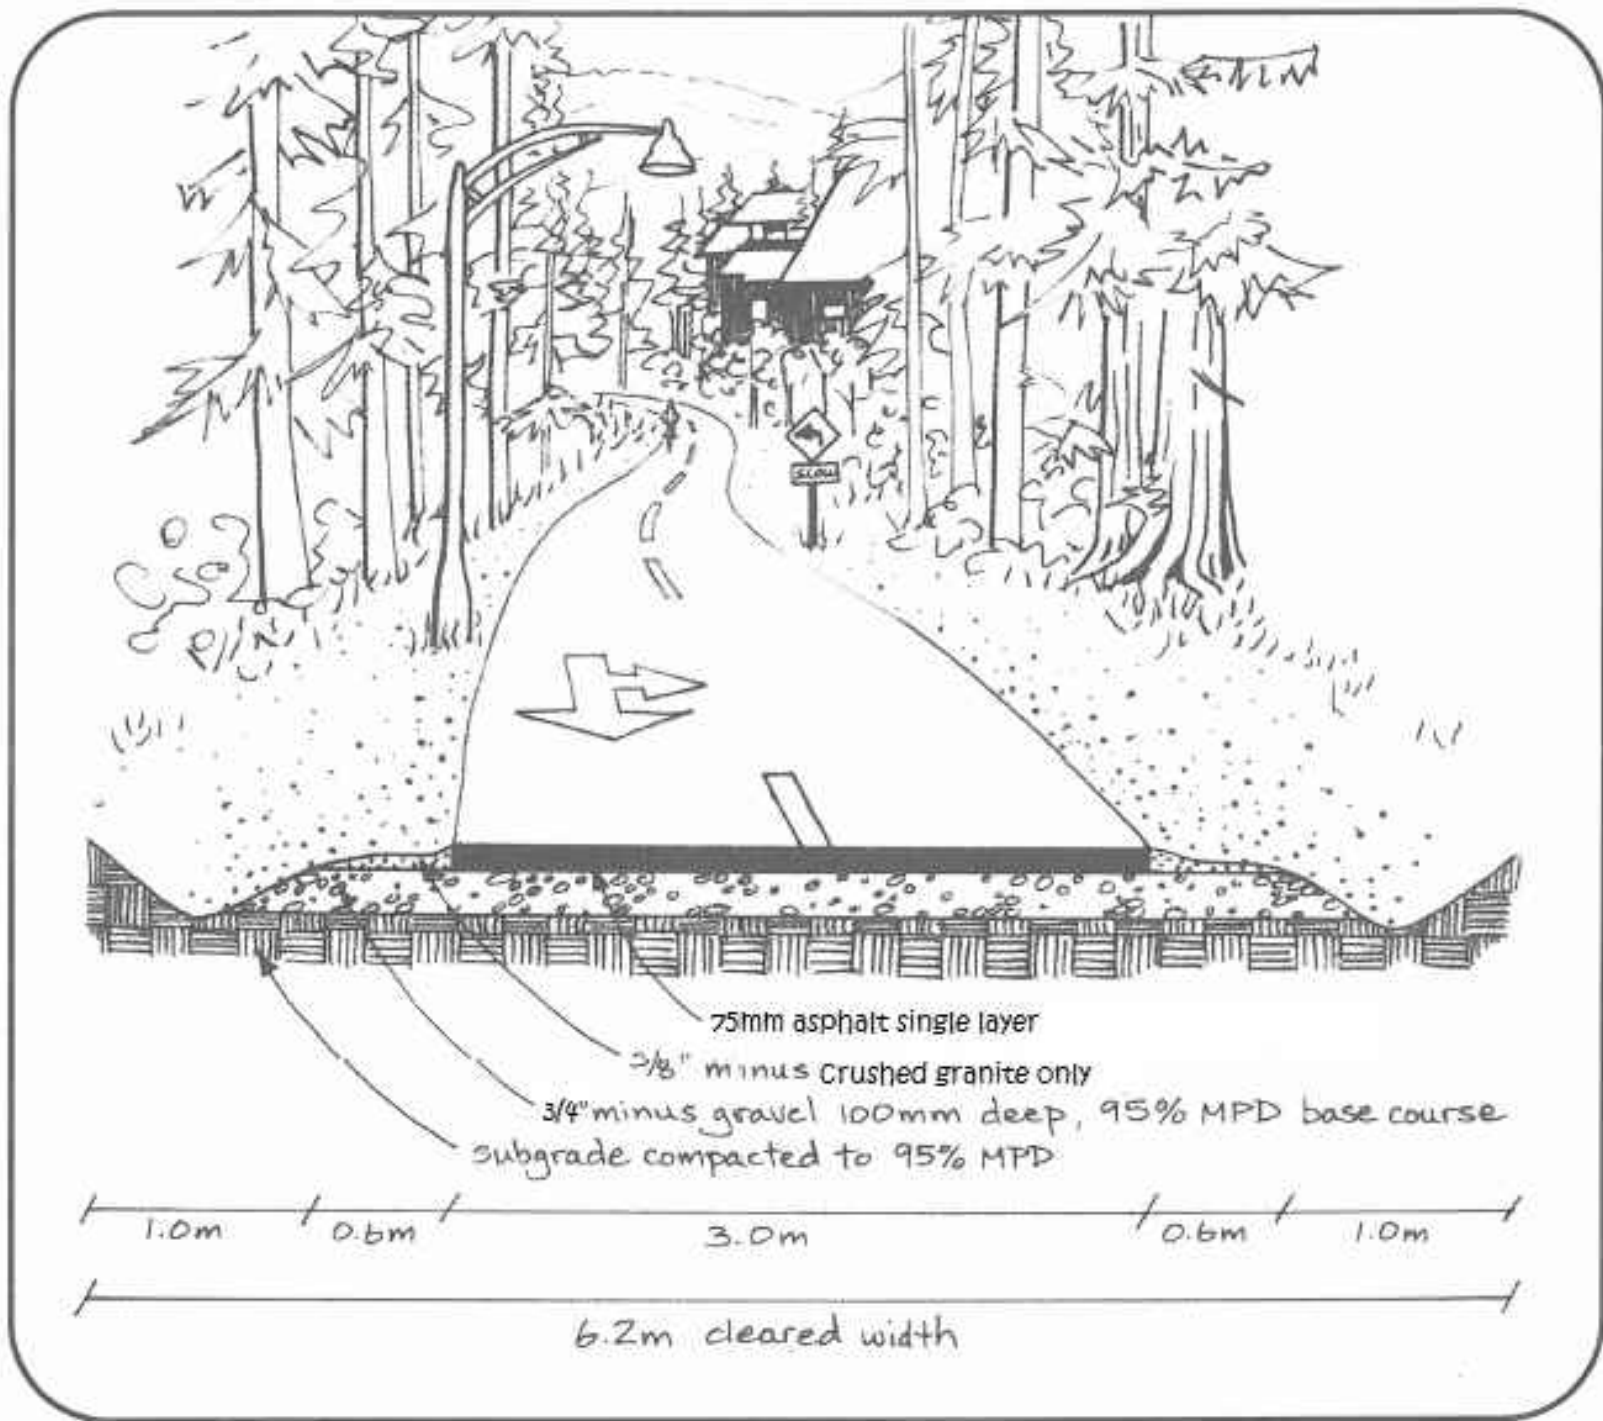 SLOW
75mm asphalt single layer
3/8" minus Crushed granite only
3/4" minus gravel 100mm deep, 95% MPD base course
subgrade compacted to 95% MPD
1.0m 0.6m 3.0m 0.6m 1.0m
6.2m cleared width